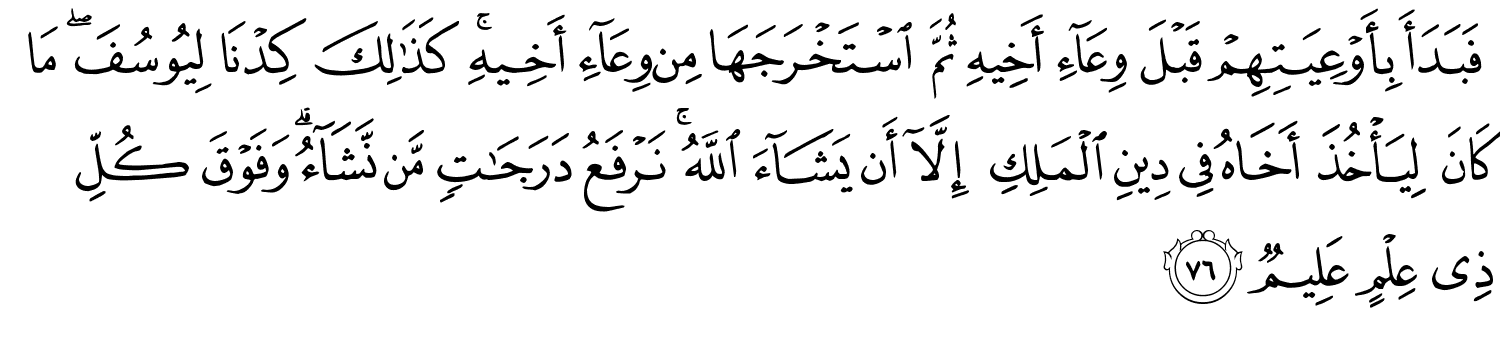 فَبَدَأَ بِأَوۡعِيَتِهِمۡ قَبۡلَ وِعَآءِ أَخِيهِ ثُمَّ ٱسۡتَخۡرَجَهَا مِن وِعَآءِ أَخِيهِۚ كَذَٰلِكَ كِدۡنَا لِيُوسُفَۖ مَا
كَانَ لِيَأۡخُذَ أَخَاهُ فِي دِينِ ٱلۡمَلِكِ إِلَّآ أَن يَشَآءَ ٱللَّهُۚ نَرۡفَعُ دَرَجَٰتٖ مَّن نَّشَآءُۗ وَفَوۡقَ كُلِّ
ذِي عِلۡمٍ عَلِيمٞ ٧٦